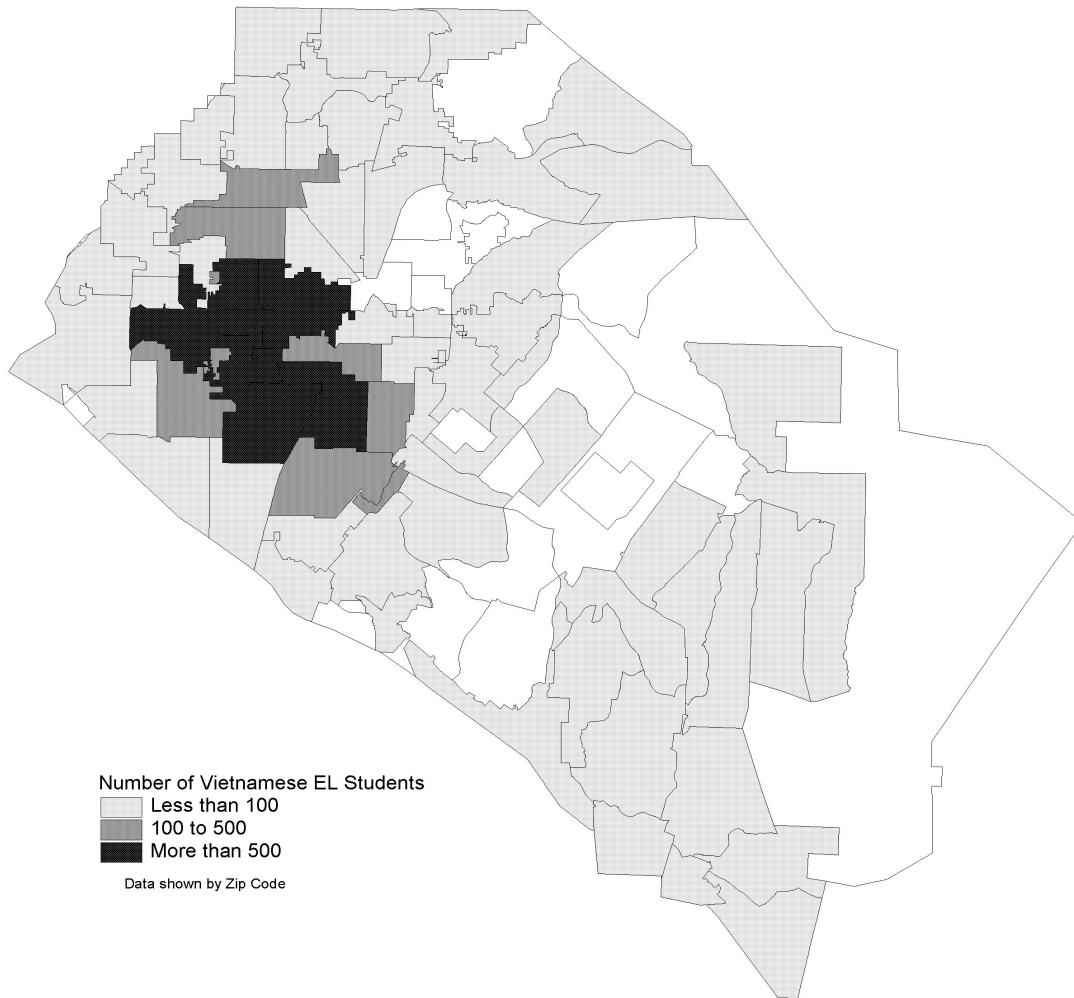 Number of Vietnamese EL Students
Less than 100
100 to 500
More than 500
Data shown by Zip Code